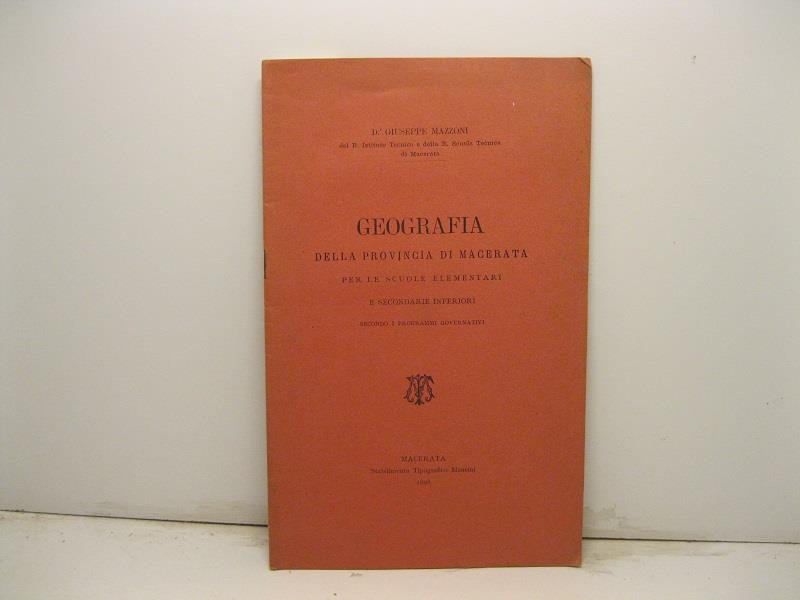 D.r GIUSEPPE MAZZONI
del R. Istituto Tecnico e della R. Scuola Tecnica
di Macerata
GEOGRAFIA
DELLA PROVINCIA DI MACERATA
PER LE SCUOLE ELEMENTARI
E SECONDARIE INFERIORI
SECONDO I PROGRAMMI GOVERNATIVI
MACERATA
Stabilimento Tipografico Mancini